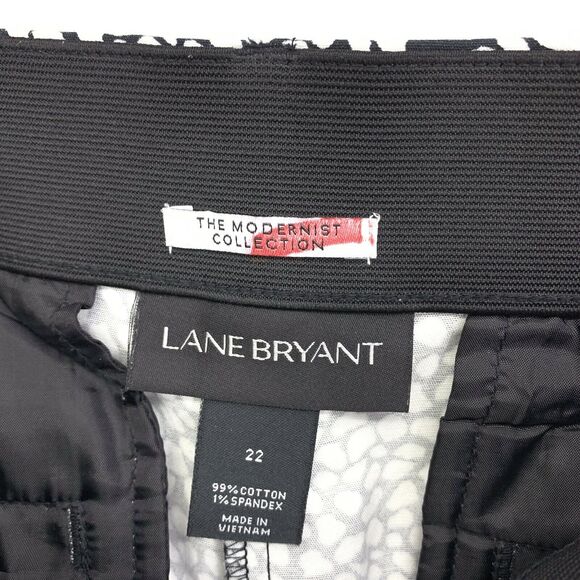 THE MODERNIST
COLLECTION
LANE BRYANT
22
99% COTTON
1% SPANDEX
MADE IN
VIETNAM